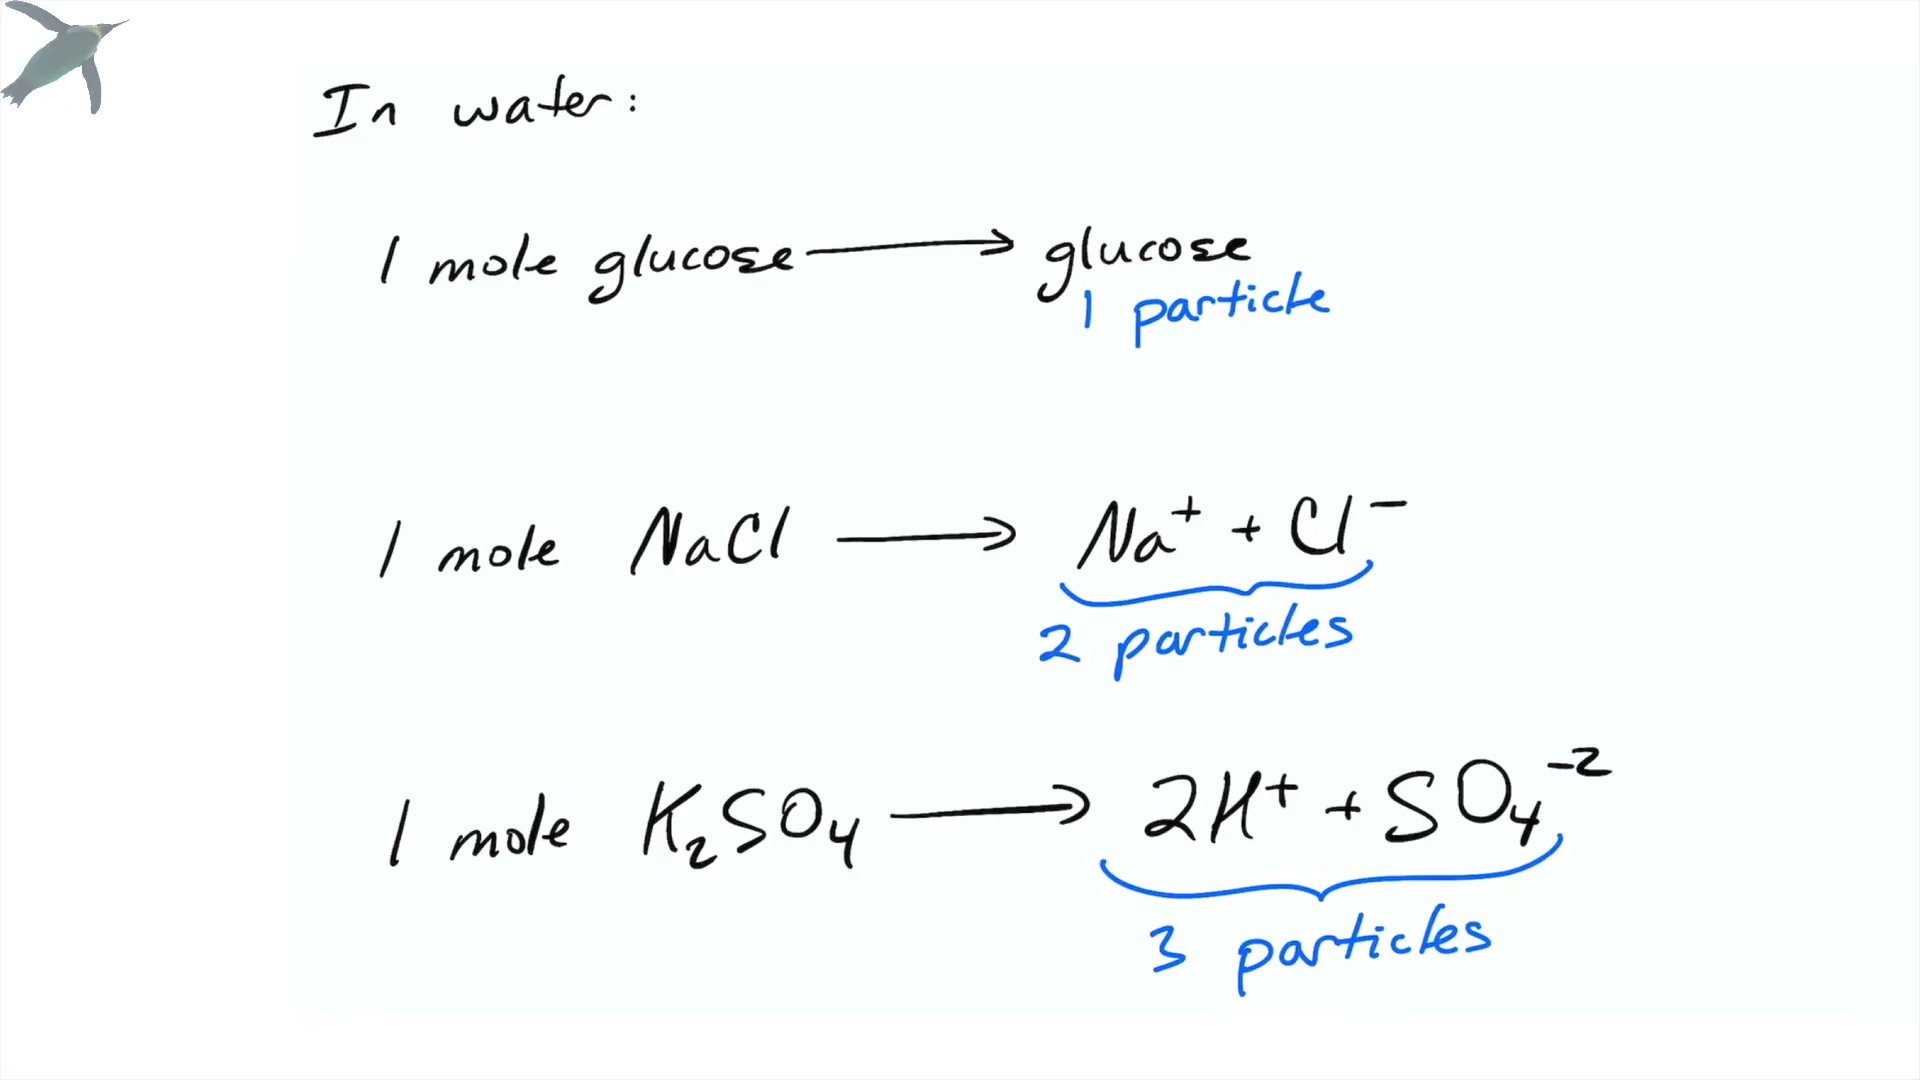 In water:
1 mole glucose ⟶ glucose
1 particle
1 mole NaCl ⟶ Na⁺ + Cl⁻
2 particles
1 mole K₂SO₄ ⟶ 2H⁺ + SO₄⁻²
3 particles